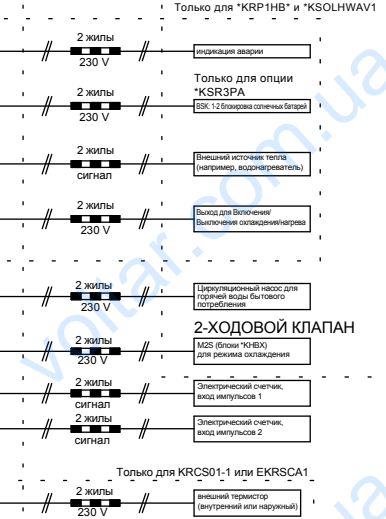 Только для *KRP1HB* и *KSOLHWAV1
2 жилы
230 V
индикация аварии
Только для опции
*KSR3PA
2 жилы
230 V
BSK: 1-2 блокировка солнечных батарей
2 жилы
сигнал
Внешний источник тепла
(например, водонагреватель)
2 жилы
230 V
Выход для Включения/
Выключения охлаждения/нагрева
2 жилы
230 V
Циркуляционный насос для
горячей воды бытового
потребления
2-ХОДОВОЙ КЛАПАН
2 жилы
230 V
M2S (блоки *KHBX)
для режима охлаждения
2 жилы
сигнал
Электрический счетчик,
вход импульсов 1
2 жилы
сигнал
Электрический счетчик,
вход импульсов 2
Только для KRCS01-1 или EKRSCA1
2 жилы
230 V
внешний термистор
(внутренний или наружный)
voltar.com.ua